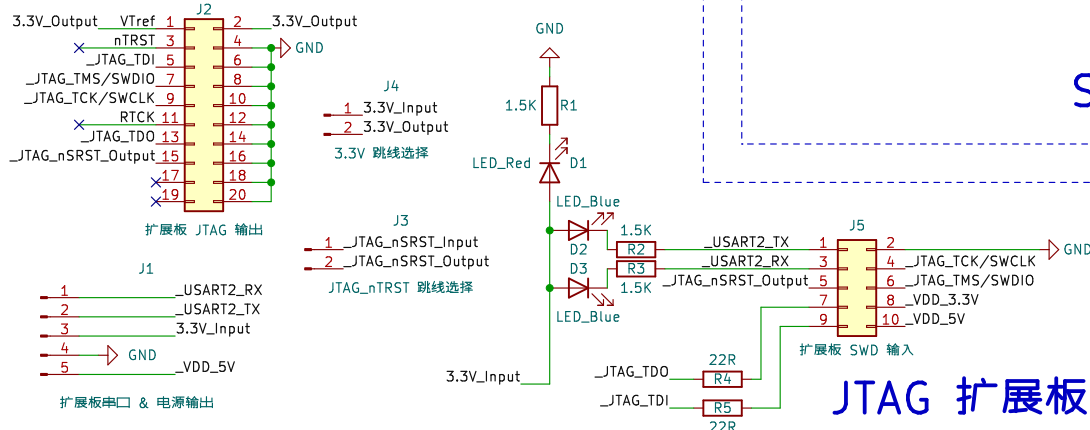 J2
3.3V_Output VTref 1 2 3.3V_Output
nTRST 3 4 GND
_JTAG_TDI 5 6
_JTAG_TMS/SWDIO 7 8
_JTAG_TCK/SWCLK 9 10
RTCK 11 12
_JTAG_TDO 13 14
_JTAG_nSRST_Output 15 16
17 18
19 20
扩展板 JTAG 输出
J4
1 3.3V_Input
2 3.3V_Output
3.3V 跳线选择
J3
1 _JTAG_nSRST_Input
2 _JTAG_nSRST_Output
JTAG_nTRST 跳线选择
J1
1 _USART2_RX
2 _USART2_TX
3 3.3V_Input
4 GND
5 _VDD_5V
扩展板串口 & 电源输出
GND
1.5K R1
LED_Red D1
LED_Blue
D2
1.5K
R2
D3
R3
1.5K
LED_Blue
3.3V_Input
J5
_USART2_TX 1 2 GND
_USART2_RX 3 4 _JTAG_TCK/SWCLK
_JTAG_nSRST_Output 5 6 _JTAG_TMS/SWDIO
7 8 _VDD_3.3V
9 10 _VDD_5V
扩展板 SWD 输入
22R
_JTAG_TDO R4
_JTAG_TDI R5
22R
JTAG 扩展板